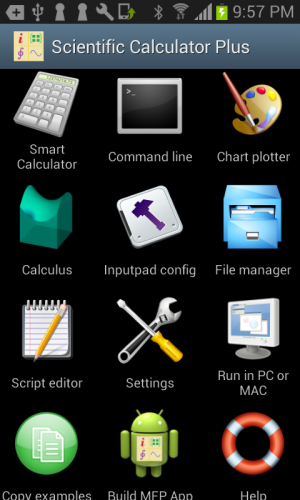 9:57 PM
Scientific Calculator Plus
Smart
Calculator
Command line
Chart plotter
Calculus
Inputpad config
File manager
Script editor
Settings
Run in PC or
MAC
Copy examples
Build MFP App
Help